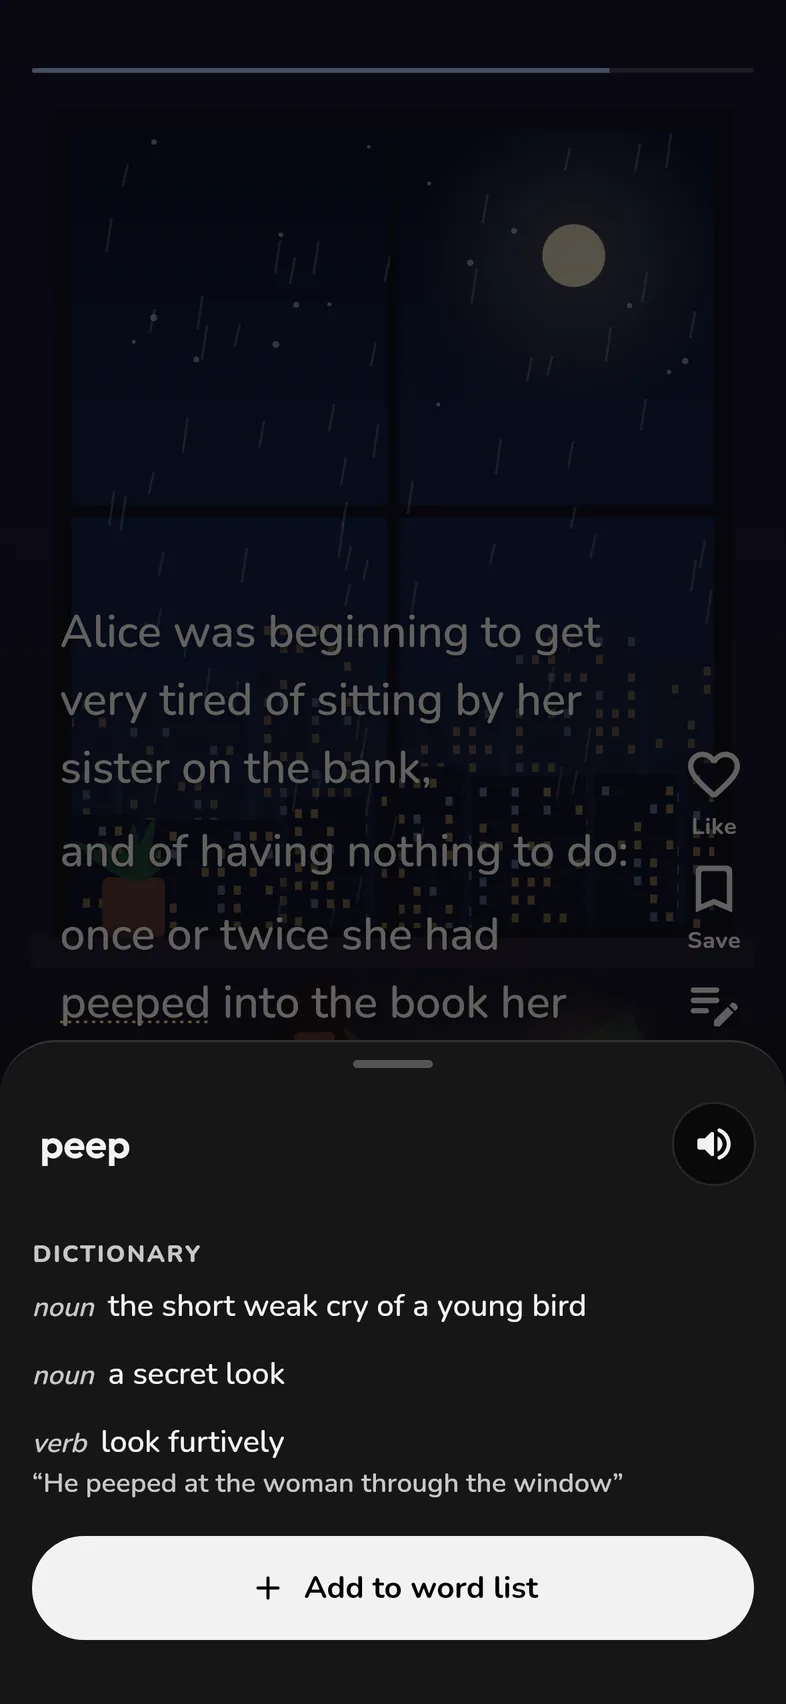 Alice was beginning to get
very tired of sitting by her
sister on the bank,
and of having nothing to do:
once or twice she had
peeped into the book her
Like
Save
peep
DICTIONARY
noun the short weak cry of a young bird
noun a secret look
verb look furtively
“He peeped at the woman through the window”
+ Add to word list